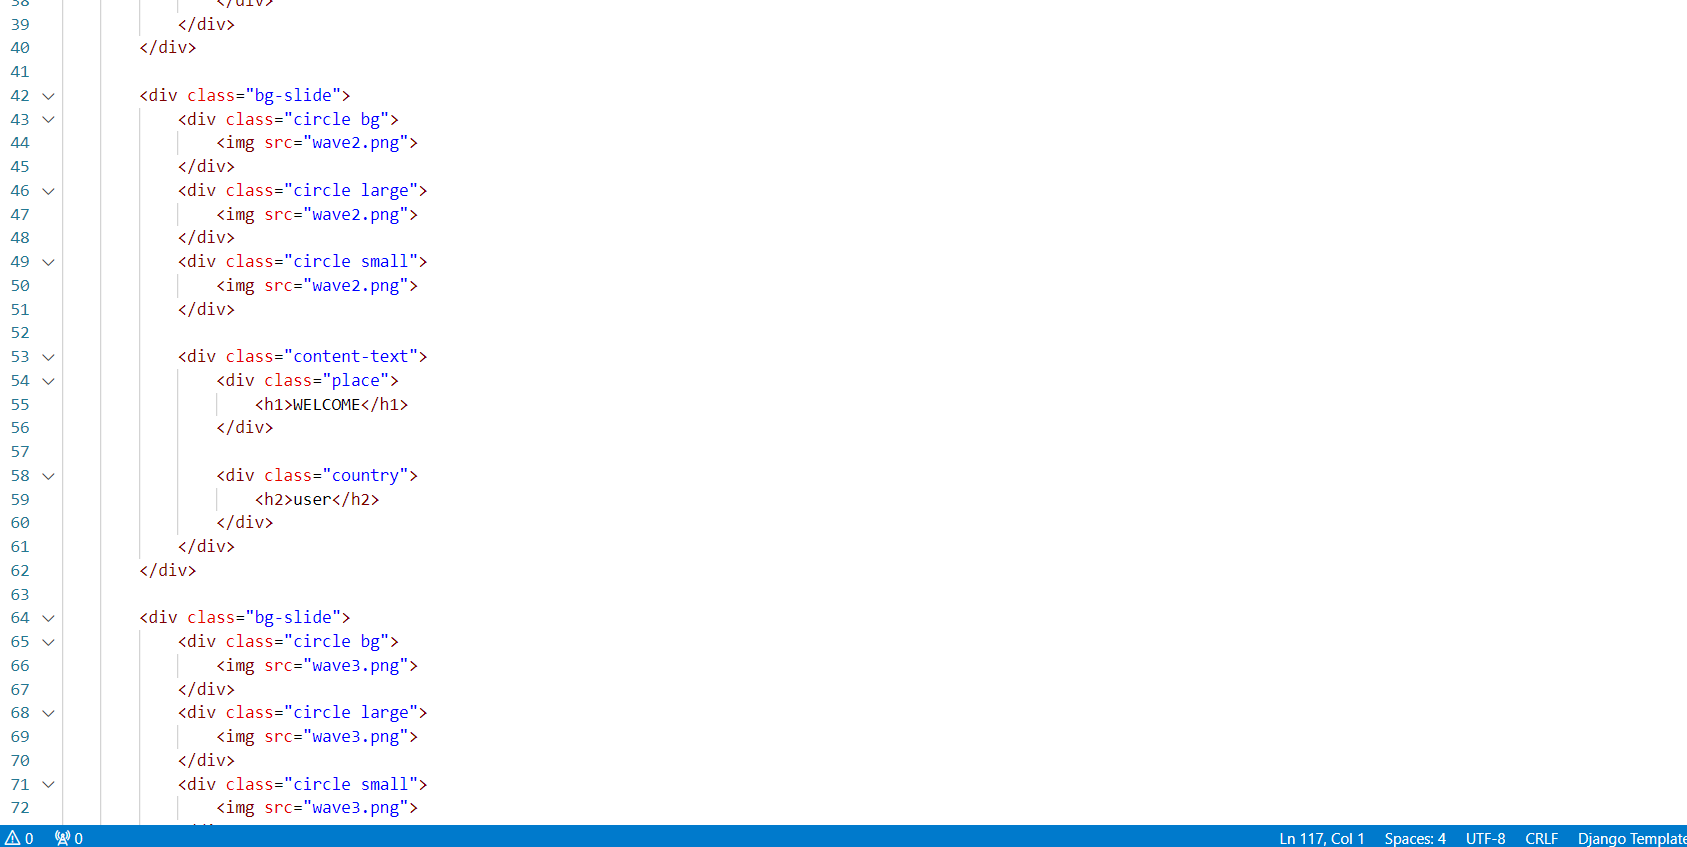 38 </div>
39 </div>
40 </div>
41
42 <div class="bg-slide">
43 <div class="circle bg">
44 <img src="wave2.png">
45 </div>
46 <div class="circle large">
47 <img src="wave2.png">
48 </div>
49 <div class="circle small">
50 <img src="wave2.png">
51 </div>
52
53 <div class="content-text">
54 <div class="place">
55 <h1>WELCOME</h1>
56 </div>
57
58 <div class="country">
59 <h2>user</h2>
60 </div>
61 </div>
62 </div>
63
64 <div class="bg-slide">
65 <div class="circle bg">
66 <img src="wave3.png">
67 </div>
68 <div class="circle large">
69 <img src="wave3.png">
70 </div>
71 <div class="circle small">
72 <img src="wave3.png">
0 0 Ln 117, Col 1 Spaces: 4 UTF-8 CRLF Django Template